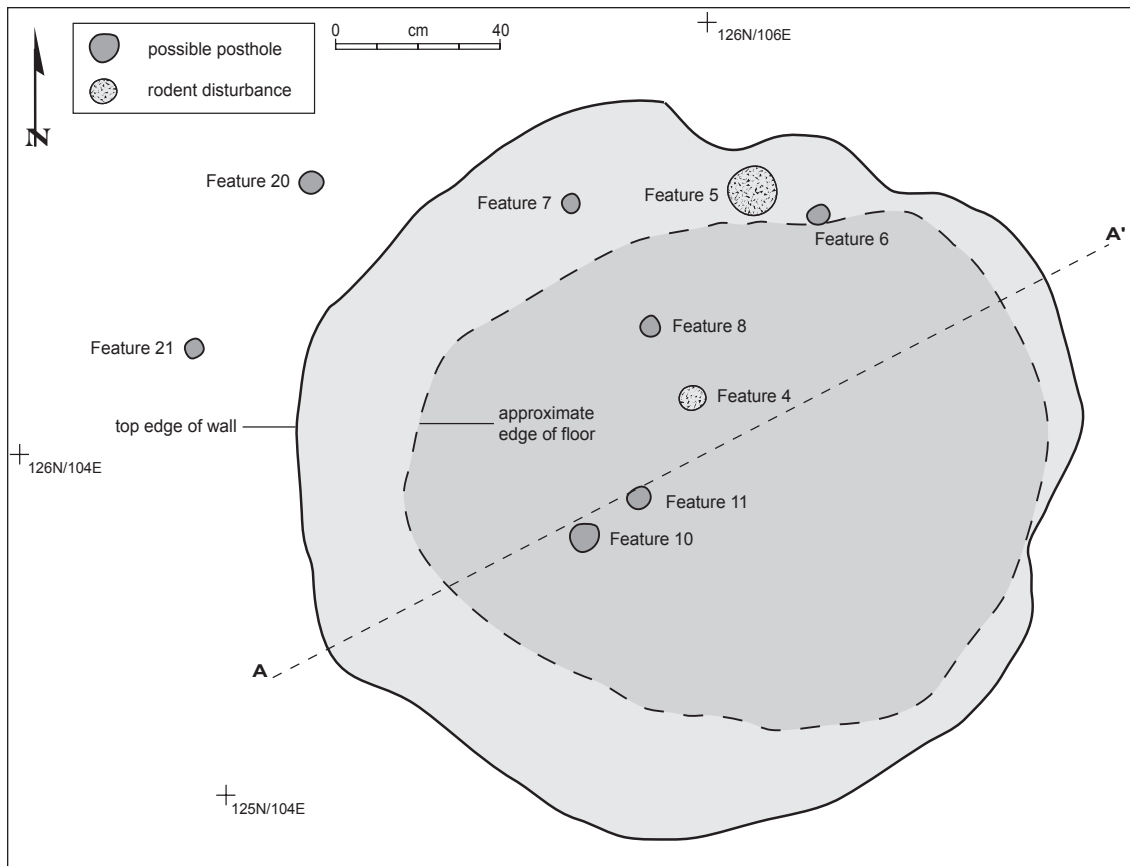 0 cm 40
126N/106E
possible posthole
rodent disturbance
N
Feature 20
Feature 7
Feature 5
Feature 6
A'
Feature 8
Feature 21
Feature 4
top edge of wall
approximate
edge of floor
126N/104E
Feature 11
Feature 10
A
125N/104E